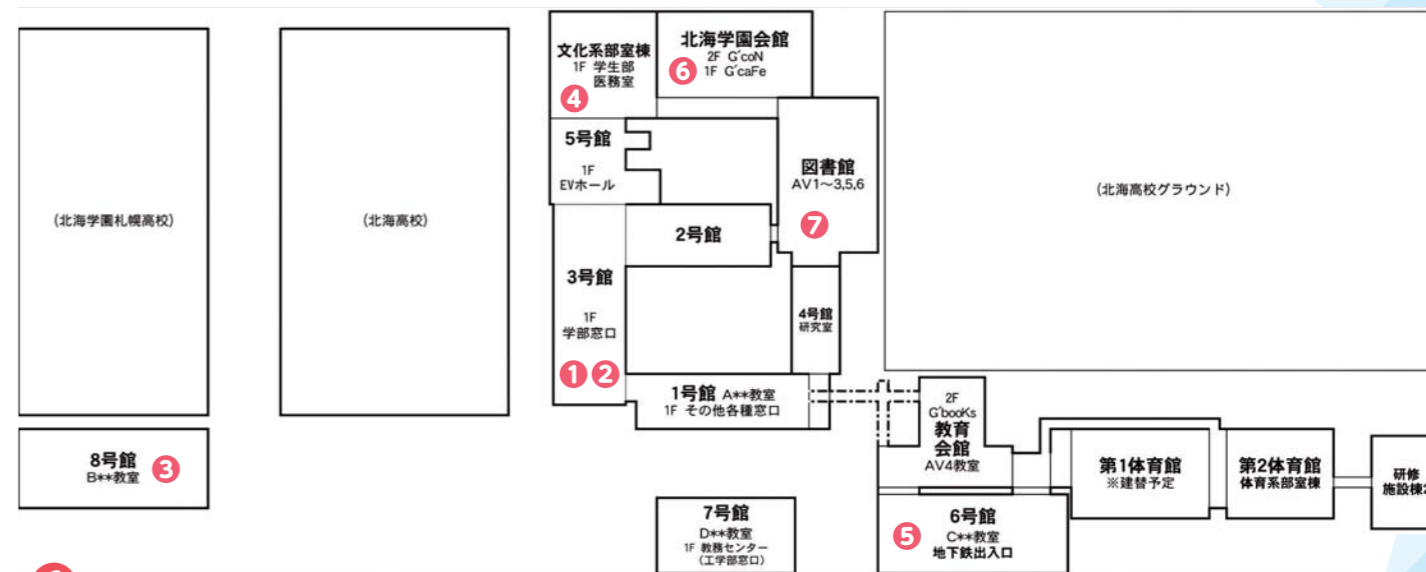 文化系部室棟
1F 学生部
医務室
4
北海学園会館
2F G'coN
1F G'caFe
6
5号館
1F
EVホール
図書館
AV1～3,5,6
7
(北海学園札幌高校)
(北海高校)
(北海高校グラウンド)
2号館
3号館
1F
学部窓口
1 2
4号館
研究室
1号館 A**教室
1F その他各種窓口
2F
G'booKs
教育
会館
AV4教室
8号館
B**教室
3
第1体育館
※建替予定
第2体育館
体育系部室棟
研修
施設棟2
7号館
D**教室
1F 教務センター
(工学部窓口)
5
6号館
C**教室
地下鉄出入口